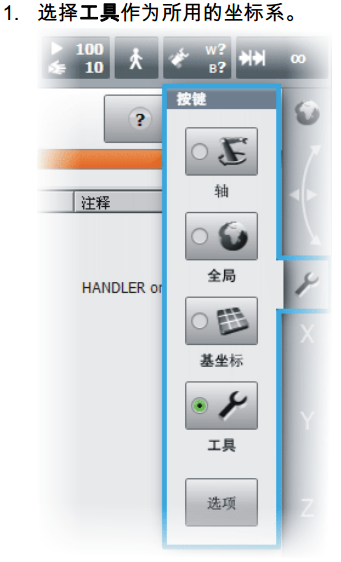 1. 选择工具作为所用的坐标系。
100
10
W?
B?
∞
按键
?
轴
注释
全局
HANDLER or
基坐标
X
工具
Y
选项
Z